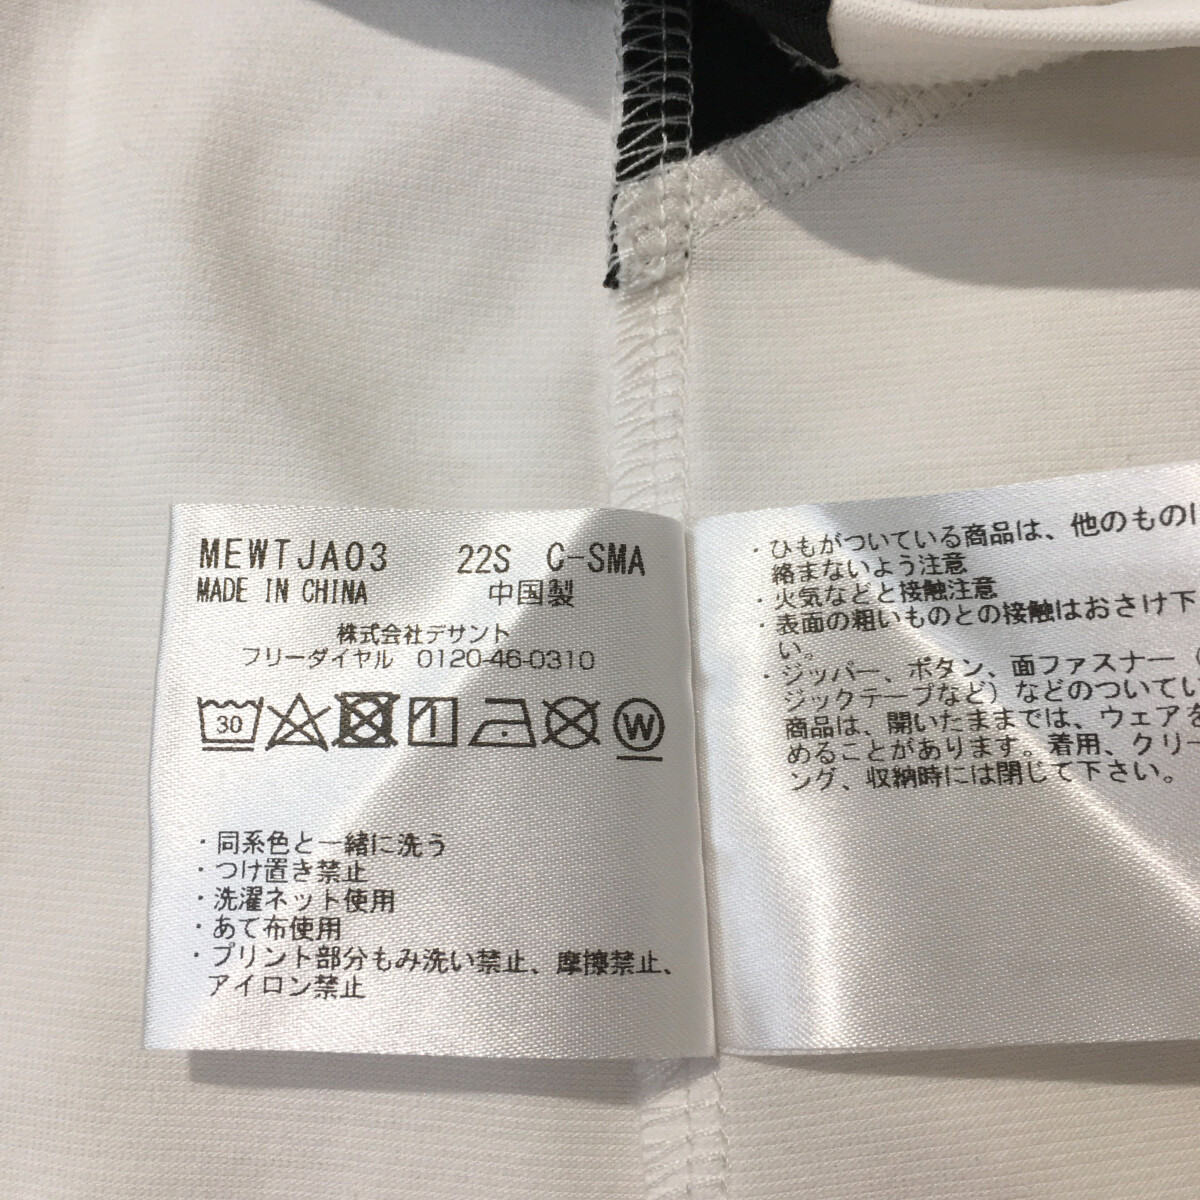 MEWTJA03 22S C-SMA
MADE IN CHINA 中国製
株式会社デサント
フリーダイヤル 0120-46-0310
30
W
・同系色と一緒に洗う
・つけ置き禁止
・洗濯ネット使用
・あて布使用
・プリント部分もみ洗い禁止、摩擦禁止、
アイロン禁止
・ひもがついている商品は、他のものに
絡まないよう注意
・火気などと接触注意
・表面の粗いものとの接触はおさけ下
い。
・ジッパー、ボタン、面ファスナー（
ジックテープなど）などのついてい
商品は、開いたままでは、ウェアを
めることがあります。着用、クリー
ング、収納時には閉じて下さい。